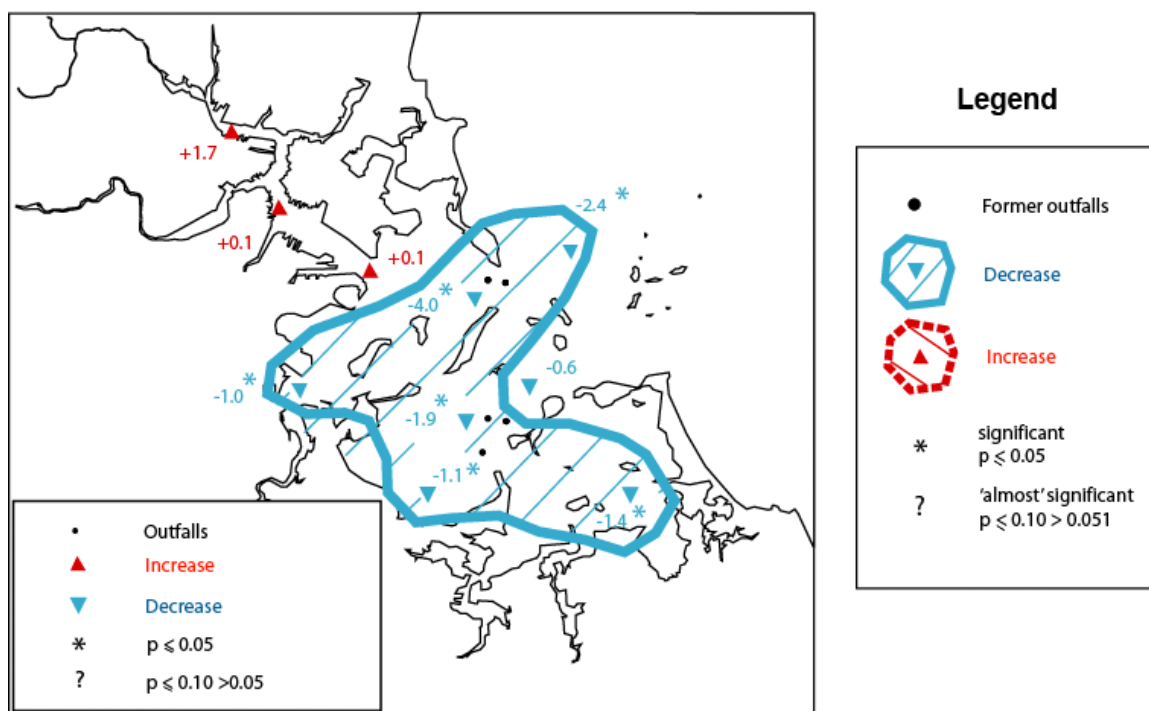 +1.7
+0.1
+0.1
-2.4 *
-4.0 *
-0.6
-1.0 *
-1.9 *
-1.1 *
-1.4 *
Outfalls
Increase
Decrease
* p ⩽ 0.05
? p ⩽ 0.10 >0.05
Legend
Former outfalls
Decrease
Increase
* significant
p ⩽ 0.05
? 'almost' significant
p ⩽ 0.10 > 0.051